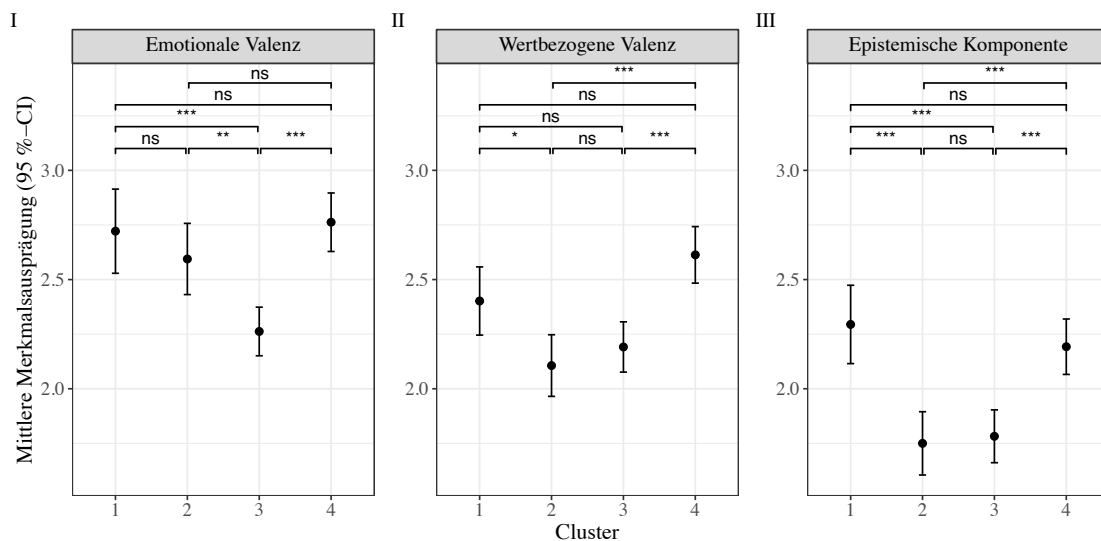 I
II
III
Emotionale Valenz
Wertbezogene Valenz
Epistemische Komponente
Mittlere Merkmalsausprägung (95 %−CI)
ns
ns
***
ns
**
***
***
ns
ns
*
ns
***
***
ns
***
***
ns
***
3.0
2.5
2.0
3.0
2.5
2.0
3.0
2.5
2.0
1 2 3 4
1 2 3 4
1 2 3 4
Cluster